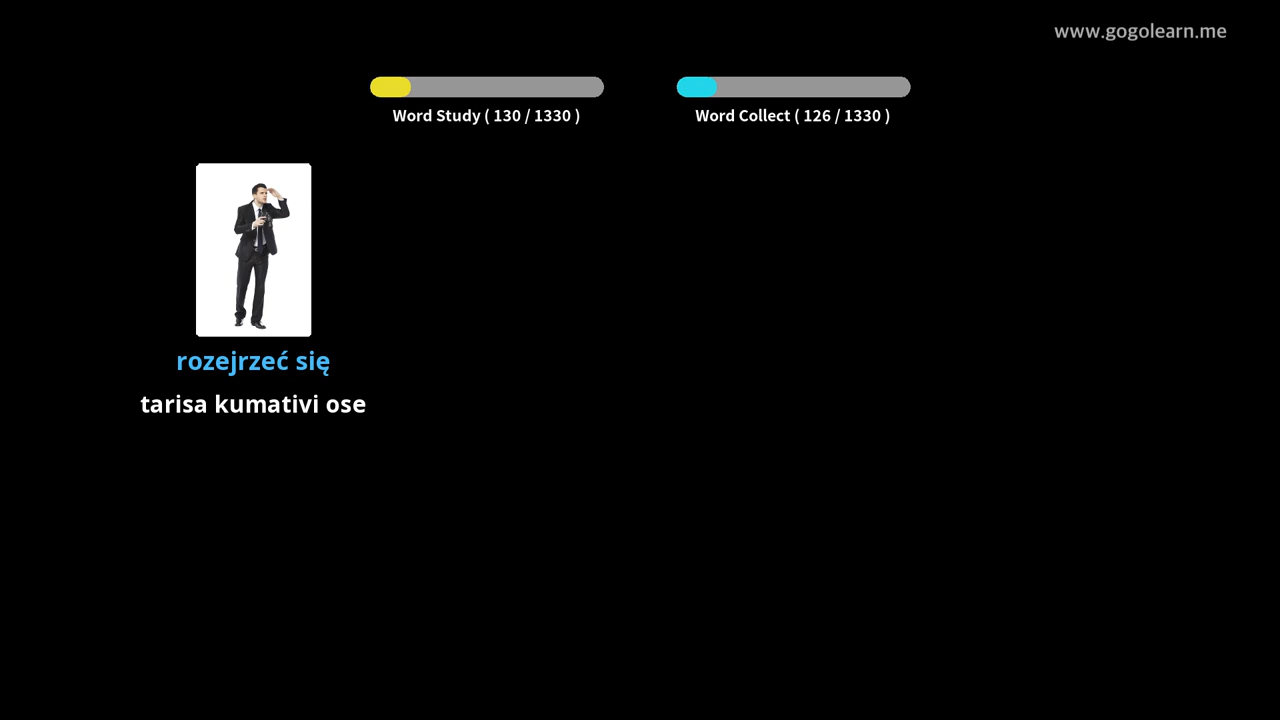 www.gogolearn.me
Word Study ( 130 / 1330 )
Word Collect ( 126 / 1330 )
rozejrzeć się
tarisa kumativi ose